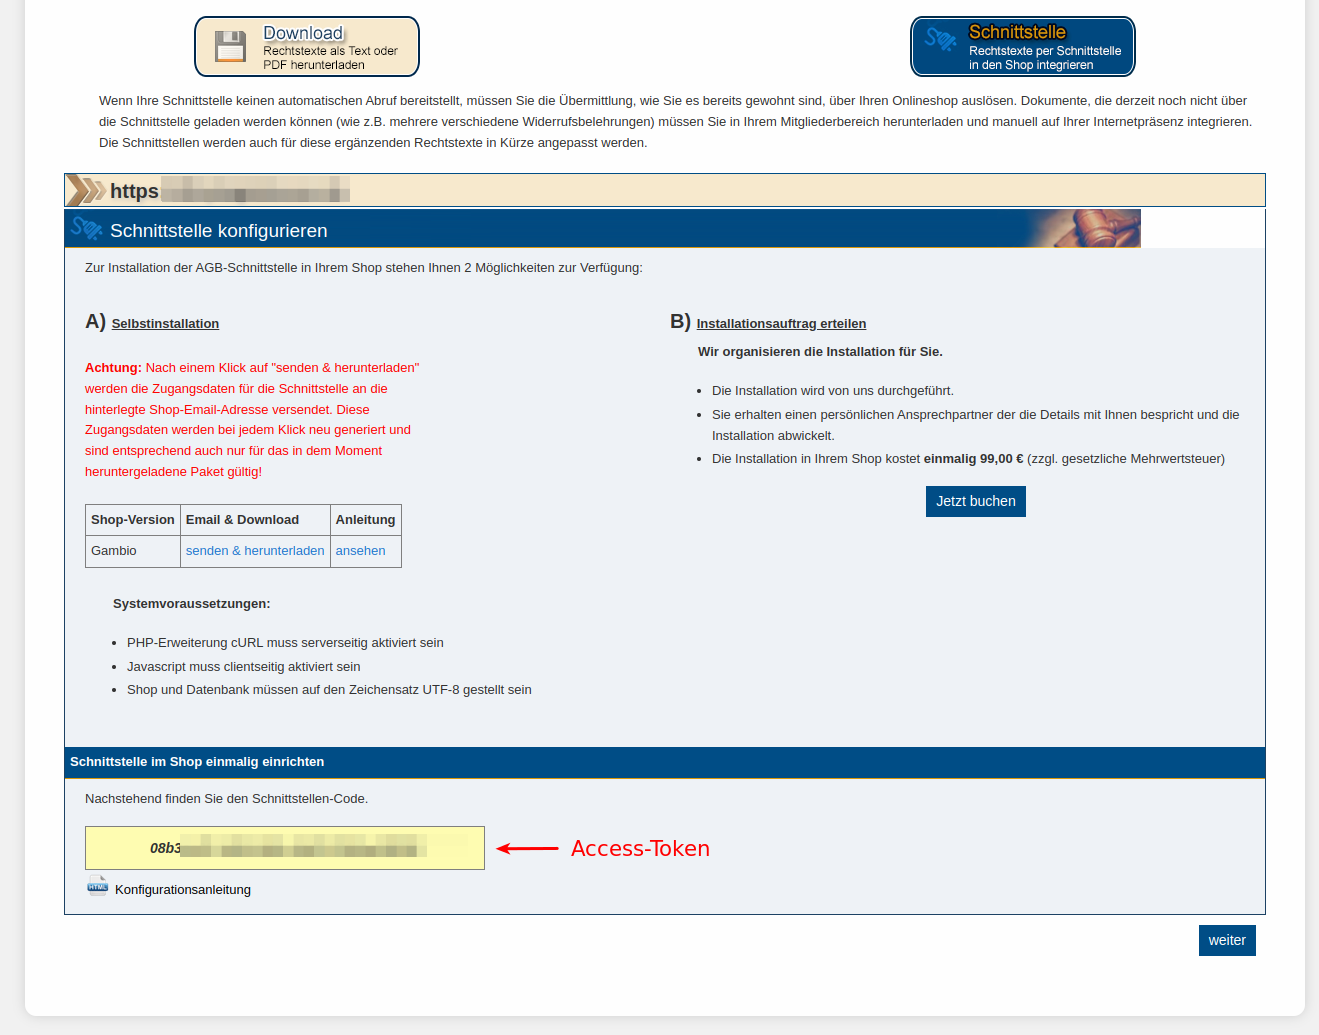 Download
Rechtstexte als Text oder
PDF herunterladen
Schnittstelle
Rechtstexte per Schnittstelle
in den Shop integrieren
Wenn Ihre Schnittstelle keinen automatischen Abruf bereitstellt, müssen Sie die Übermittlung, wie Sie es bereits gewohnt sind, über Ihren Onlineshop auslösen. Dokumente, die derzeit noch nicht über
die Schnittstelle geladen werden können (wie z.B. mehrere verschiedene Widerrufsbelehrungen) müssen Sie in Ihrem Mitgliederbereich herunterladen und manuell auf Ihrer Internetpräsenz integrieren.
Die Schnittstellen werden auch für diese ergänzenden Rechtstexte in Kürze angepasst werden.
https
Schnittstelle konfigurieren
Zur Installation der AGB-Schnittstelle in Ihrem Shop stehen Ihnen 2 Möglichkeiten zur Verfügung:
A) Selbstinstallation
Achtung: Nach einem Klick auf "senden & herunterladen"
werden die Zugangsdaten für die Schnittstelle an die
hinterlegte Shop-Email-Adresse versendet. Diese
Zugangsdaten werden bei jedem Klick neu generiert und
sind entsprechend auch nur für das in dem Moment
heruntergeladene Paket gültig!
Shop-Version Email & Download Anleitung
Gambio senden & herunterladen ansehen
Systemvoraussetzungen:
• PHP-Erweiterung cURL muss serverseitig aktiviert sein
• Javascript muss clientseitig aktiviert sein
• Shop und Datenbank müssen auf den Zeichensatz UTF-8 gestellt sein
B) Installationsauftrag erteilen
Wir organisieren die Installation für Sie.
• Die Installation wird von uns durchgeführt.
• Sie erhalten einen persönlichen Ansprechpartner der die Details mit Ihnen bespricht und die
Installation abwickelt.
• Die Installation in Ihrem Shop kostet einmalig 99,00 € (zzgl. gesetzliche Mehrwertsteuer)
Jetzt buchen
Schnittstelle im Shop einmalig einrichten
Nachstehend finden Sie den Schnittstellen-Code.
08b3
Access-Token
HTML
Konfigurationsanleitung
weiter